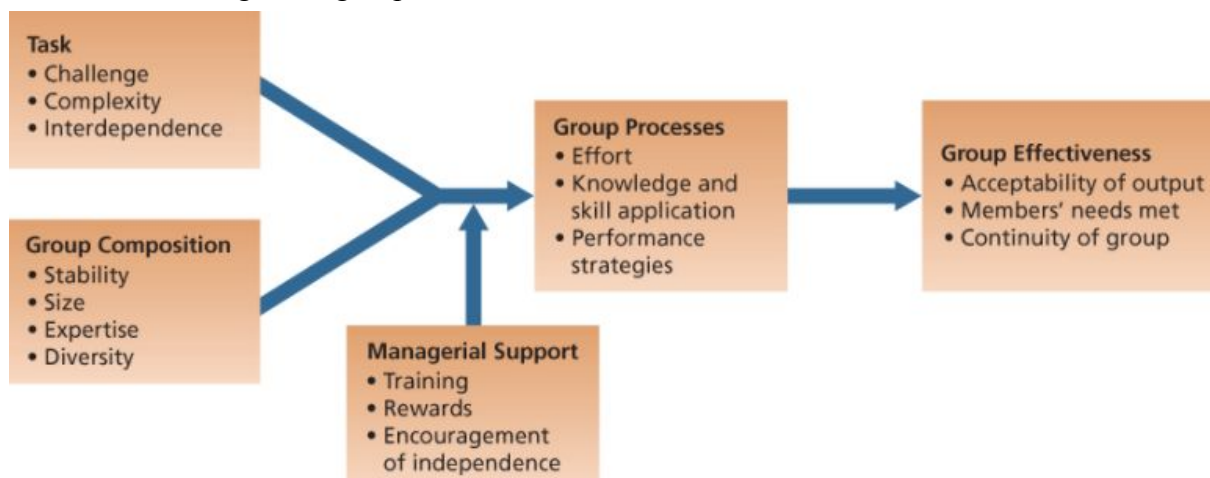 Task
• Challenge
• Complexity
• Interdependence
Group Composition
• Stability
• Size
• Expertise
• Diversity
Managerial Support
• Training
• Rewards
• Encouragement
of independence
Group Processes
• Effort
• Knowledge and
skill application
• Performance
strategies
Group Effectiveness
• Acceptability of output
• Members' needs met
• Continuity of group